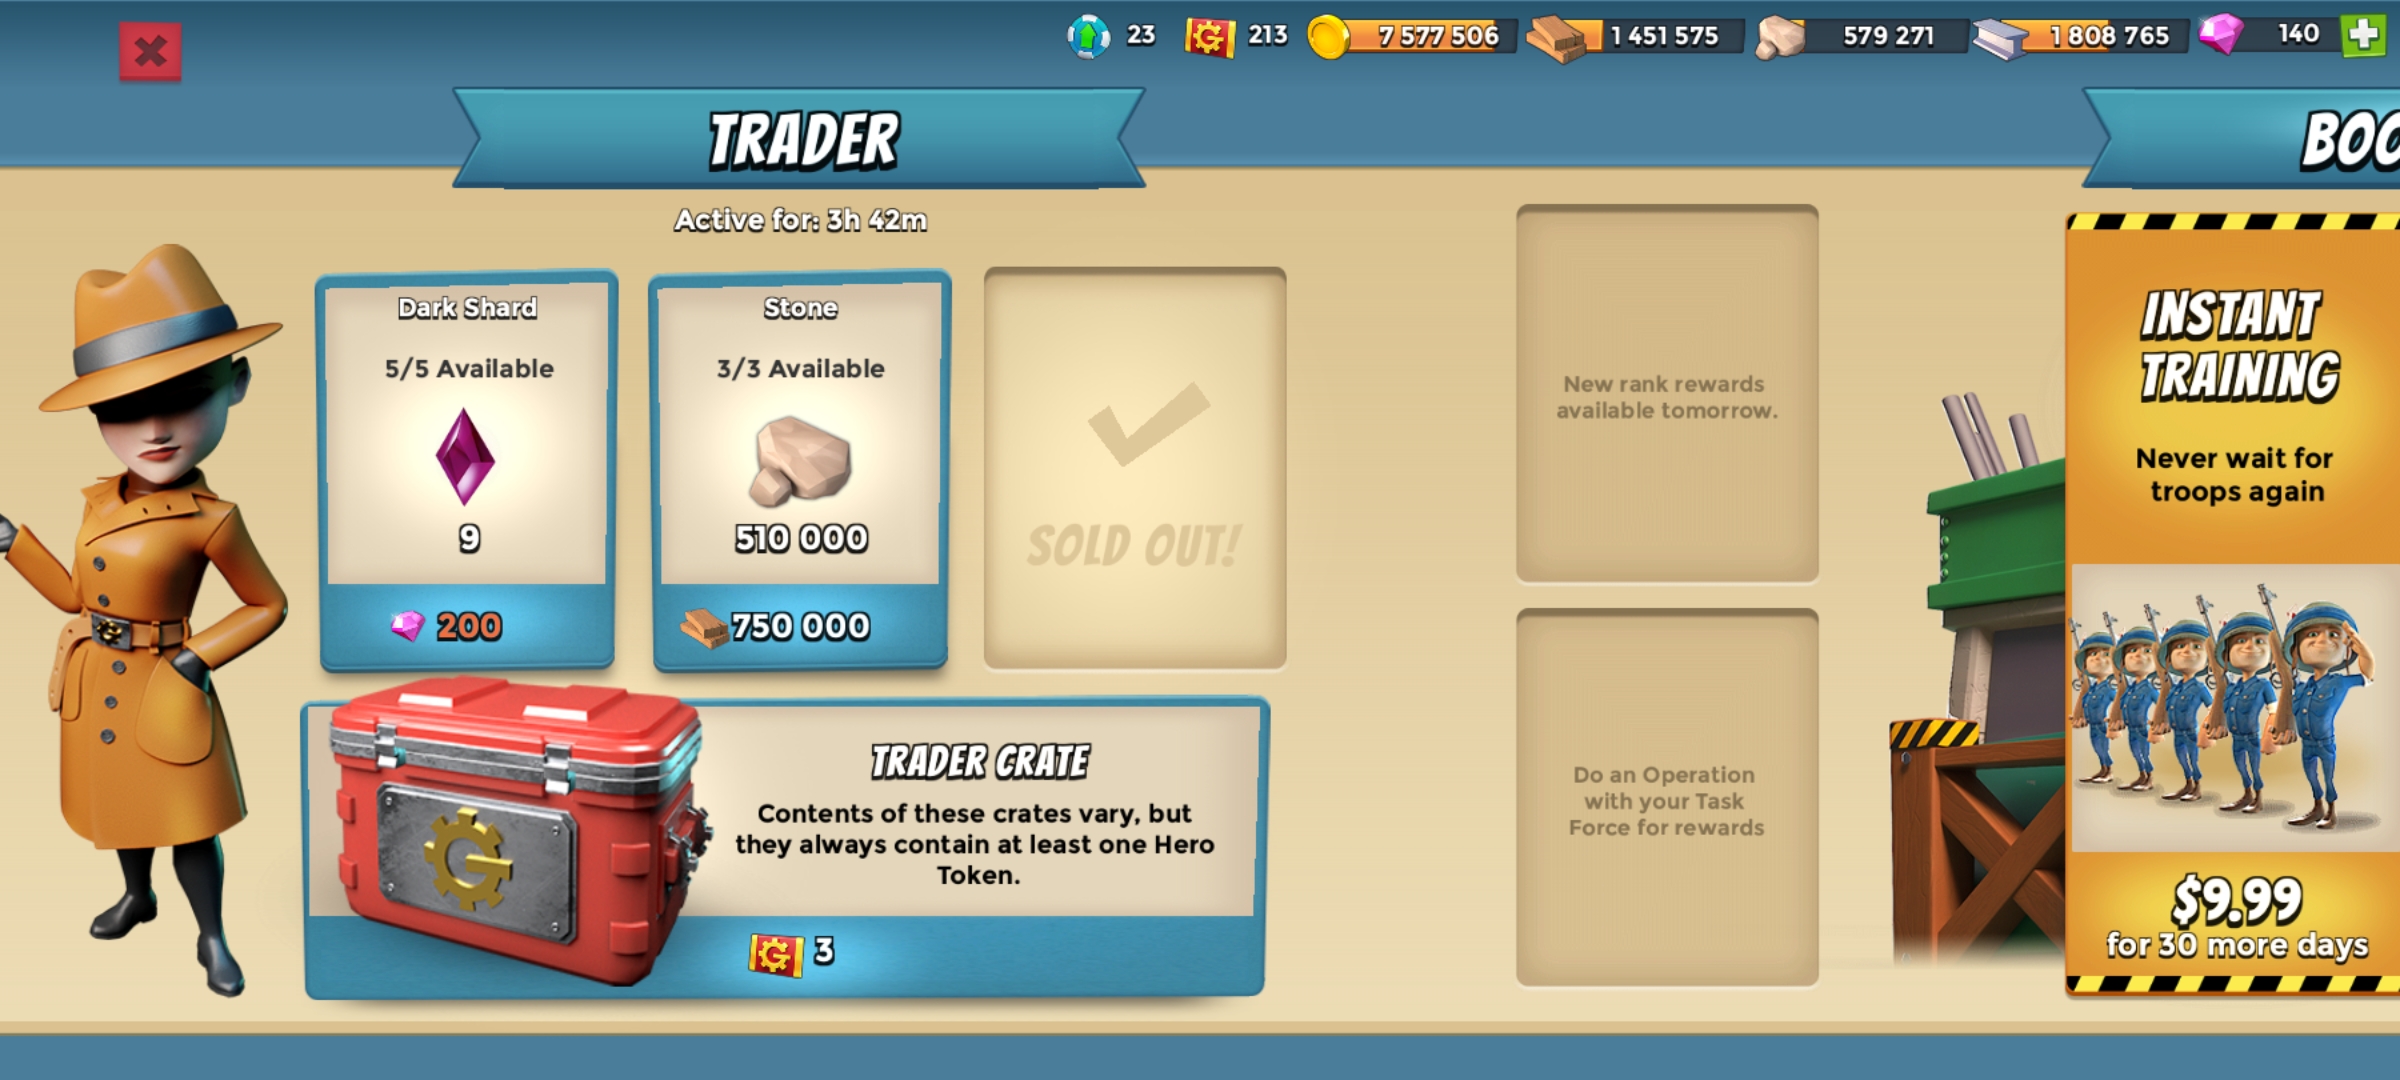 23
213
7 577 506
1 451 575
579 271
1 808 765
140
TRADER
Active for: 3h 42m
Dark Shard
5/5 Available
9
200
Stone
3/3 Available
510 000
750 000
SOLD OUT!
TRADER CRATE
Contents of these crates vary, but
they always contain at least one Hero
Token.
3
New rank rewards
available tomorrow.
Do an Operation
with your Task
Force for rewards
BOO
INSTANT
TRAINING
Never wait for
troops again
$9.99
for 30 more days